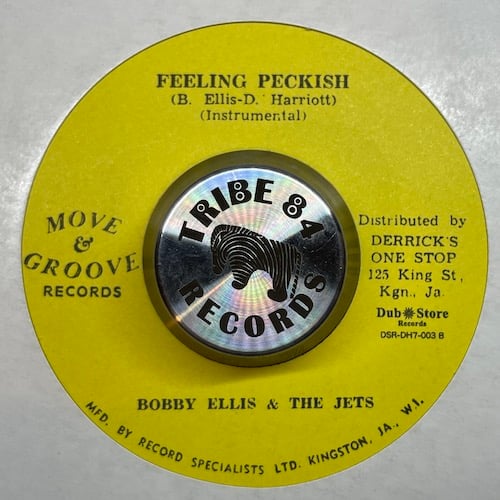 FEELING PECKISH
(B. Ellis-D. Harriott)
(Instrumental)
MOVE
&
GROOVE
RECORDS
TRIBE 84
RECORDS
Distributed by
DERRICK'S
ONE STOP
125 King St,
Kgn., Ja.
Dub Store
Records
DSR-DH7-003 B
BOBBY ELLIS & THE JETS
MFD. BY RECORD SPECIALISTS LTD. KINGSTON, JA., W.I.